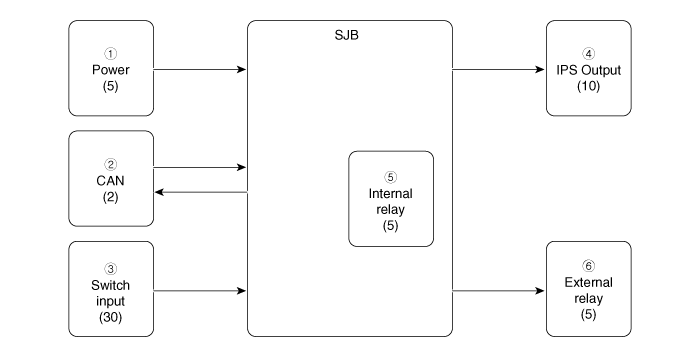 SJB
①
Power
(5)
②
CAN
(2)
③
Switch
input
(30)
④
IPS Output
(10)
⑤
Internal
relay
(5)
⑥
External
relay
(5)